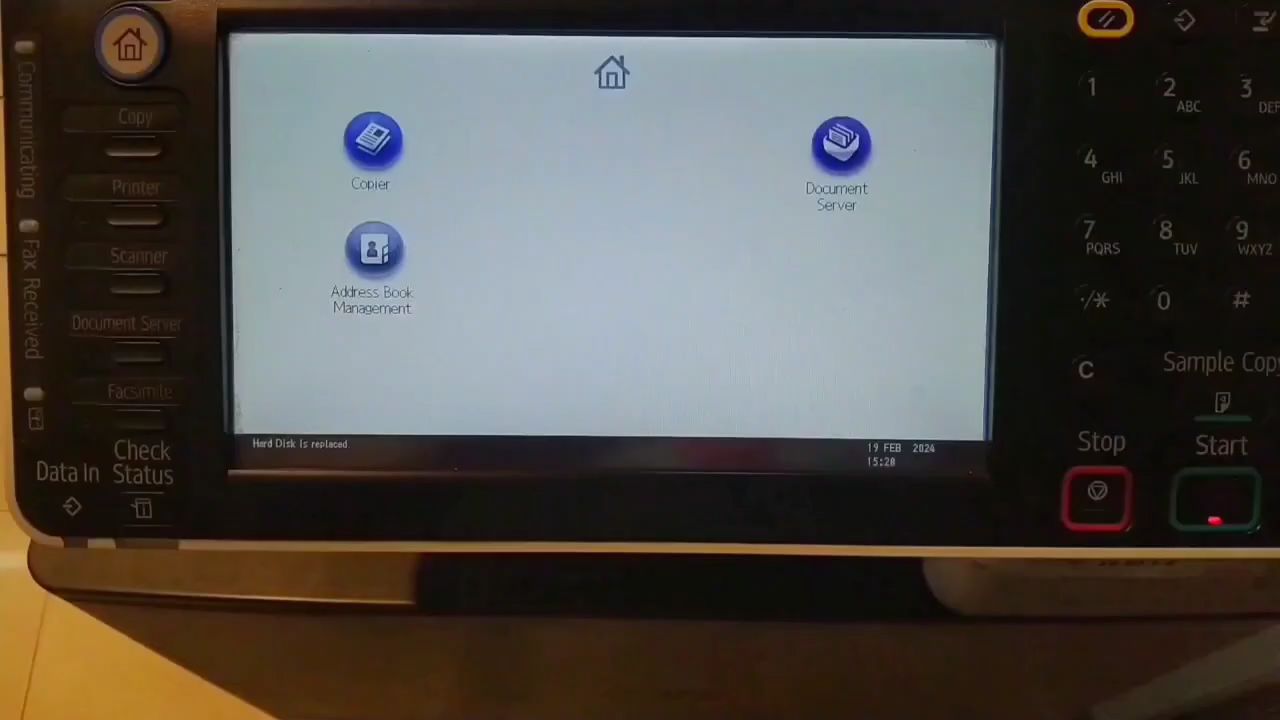 Communicating
Fax Received
Copy
Printer
Scanner
Document Server
Facsimile
Check
Status
Data In
Copier
Address Book
Management
Document
Server
Hard Disk is replaced
19 FEB 2024
15:20
1
2
ABC
3
4
GHI
5
JKL
6
MNO
7
PQRS
8
TUV
9
WXYZ
·/*
0
#
C
Sample Copy
Stop
Start